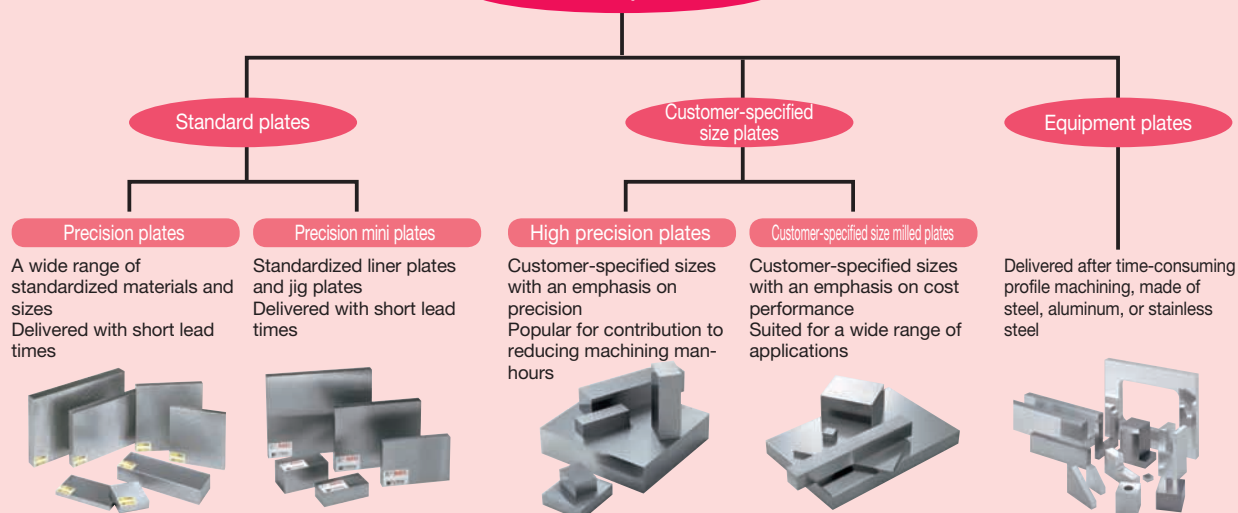 Standard plates
Customer-specified
size plates
Equipment plates
Precision plates
A wide range of
standardized materials and
sizes
Delivered with short lead
times
Precision mini plates
Standardized liner plates
and jig plates
Delivered with short lead
times
High precision plates
Customer-specified sizes
with an emphasis on
precision
Popular for contribution to
reducing machining man-
hours
Customer-specified size milled plates
Customer-specified sizes
with an emphasis on cost
performance
Suited for a wide range of
applications
Delivered after time-consuming
profile machining, made of
steel, aluminum, or stainless
steel